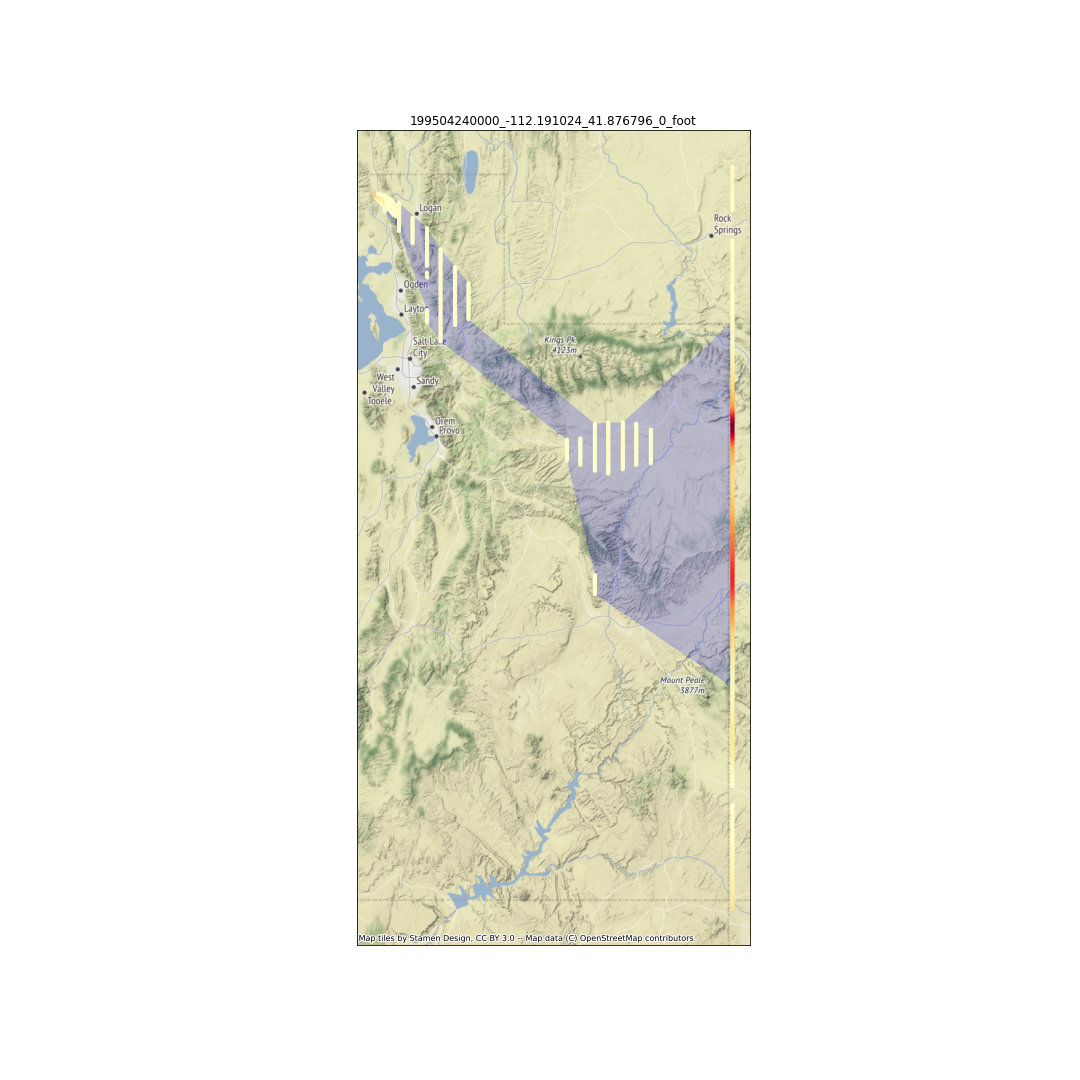 199504240000_-112.191024_41.876796_0_foot
Logan
Rock
Springs
Ogden
Layton
Kings Pk.
4123m
Salt Lake
City
West
Valley
Sandy
Tooele
Orem
Provo
Mount Peale
3877m
Map tiles by Stamen Design, CC BY 3.0 -- Map data (C) OpenStreetMap contributors